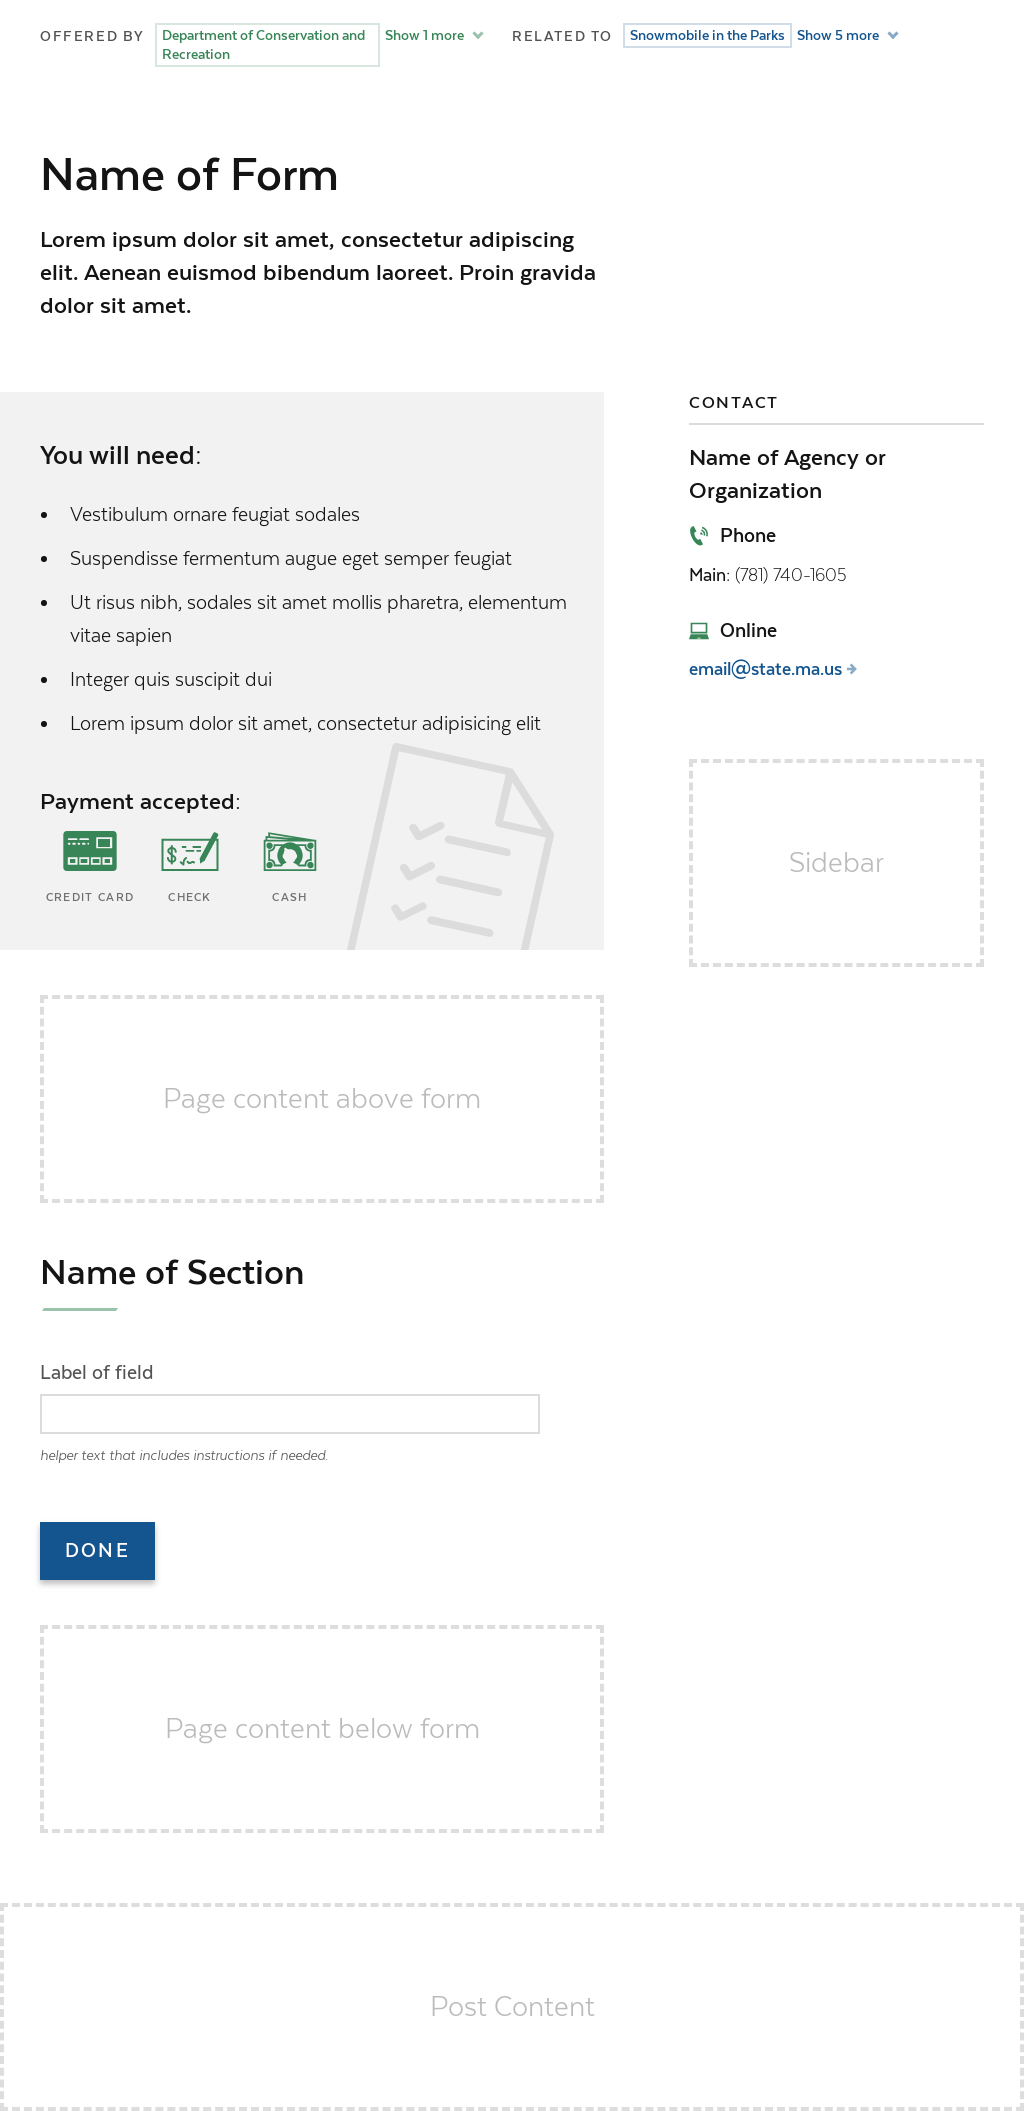 OFFERED BY
Department of Conservation and
Recreation
Show 1 more
RELATED TO
Snowmobile in the Parks
Show 5 more
Name of Form
Lorem ipsum dolor sit amet, consectetur adipiscing
elit. Aenean euismod bibendum laoreet. Proin gravida
dolor sit amet.
You will need:
• Vestibulum ornare feugiat sodales
• Suspendisse fermentum augue eget semper feugiat
• Ut risus nibh, sodales sit amet mollis pharetra, elementum
vitae sapien
• Integer quis suscipit dui
• Lorem ipsum dolor sit amet, consectetur adipisicing elit
Payment accepted:
CREDIT CARD
CHECK
CASH
CONTACT
Name of Agency or
Organization
Phone
Main: (781) 740-1605
Online
email@state.ma.us
Sidebar
Page content above form
Name of Section
Label of field
helper text that includes instructions if needed.
DONE
Page content below form
Post Content